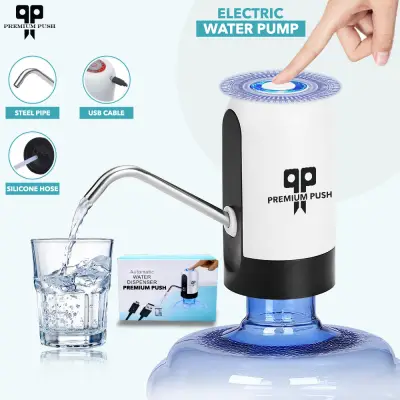 PREMIUM PUSH
ELECTRIC
WATER PUMP
STEEL PIPE
USB CABLE
SILICONE HOSE
PREMIUM PUSH
Automatic
WATER
DISPENSER
PREMIUM PUSH